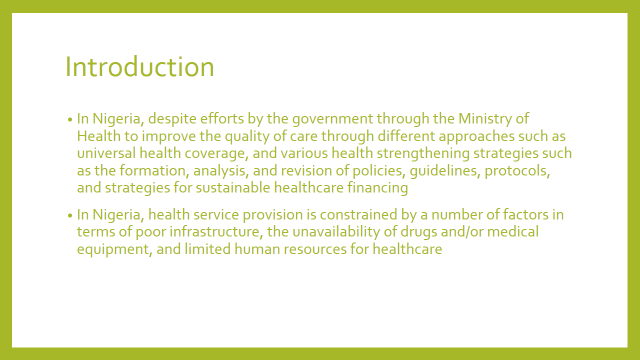 Introduction
• In Nigeria, despite efforts by the government through the Ministry of
Health to improve the quality of care through different approaches such as
universal health coverage, and various health strengthening strategies such
as the formation, analysis, and revision of policies, guidelines, protocols,
and strategies for sustainable healthcare financing
• In Nigeria, health service provision is constrained by a number of factors in
terms of poor infrastructure, the unavailability of drugs and/or medical
equipment, and limited human resources for healthcare